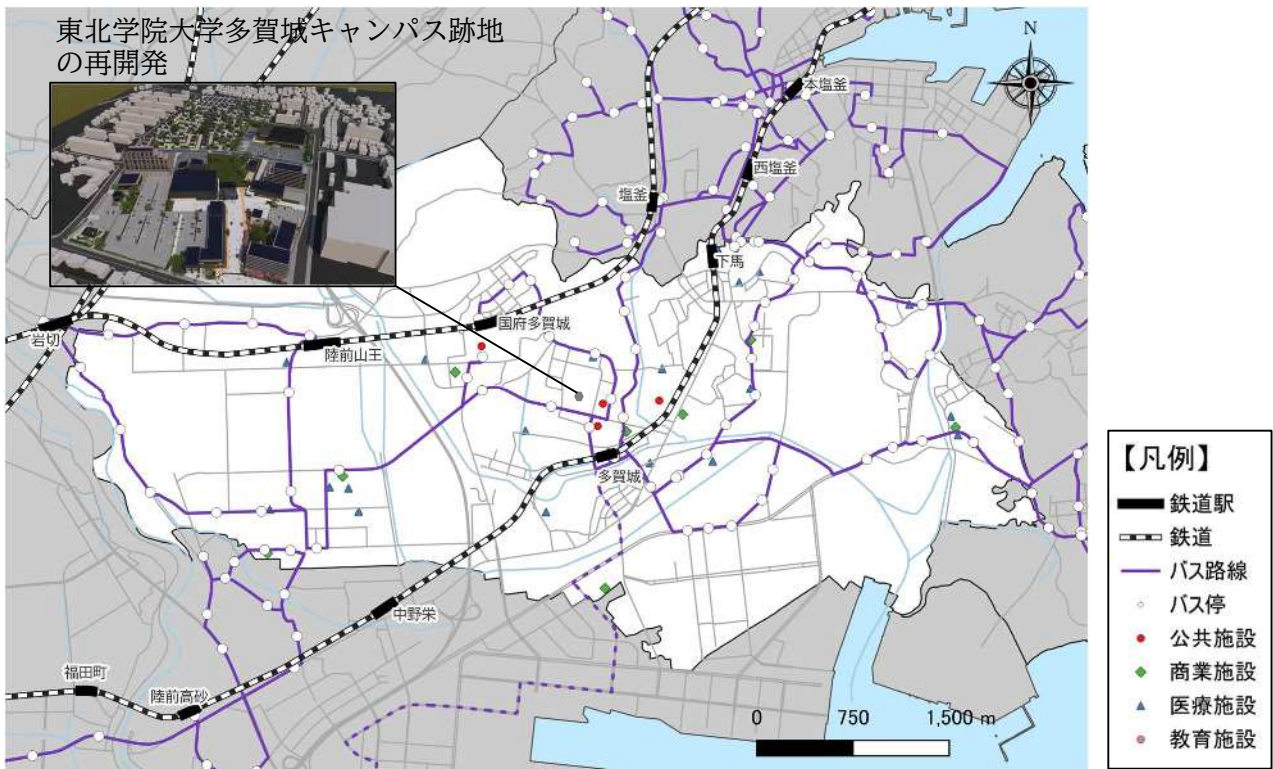 東北学院大学多賀城キャンパス跡地
の再開発
N
本塩釜
西塩釜
塩釜
下馬
国府多賀城
岩切
陸前山王
多賀城
中野栄
福田町
陸前高砂
0 750 1,500 m
【凡例】
鉄道駅
鉄道
バス路線
バス停
公共施設
商業施設
医療施設
教育施設